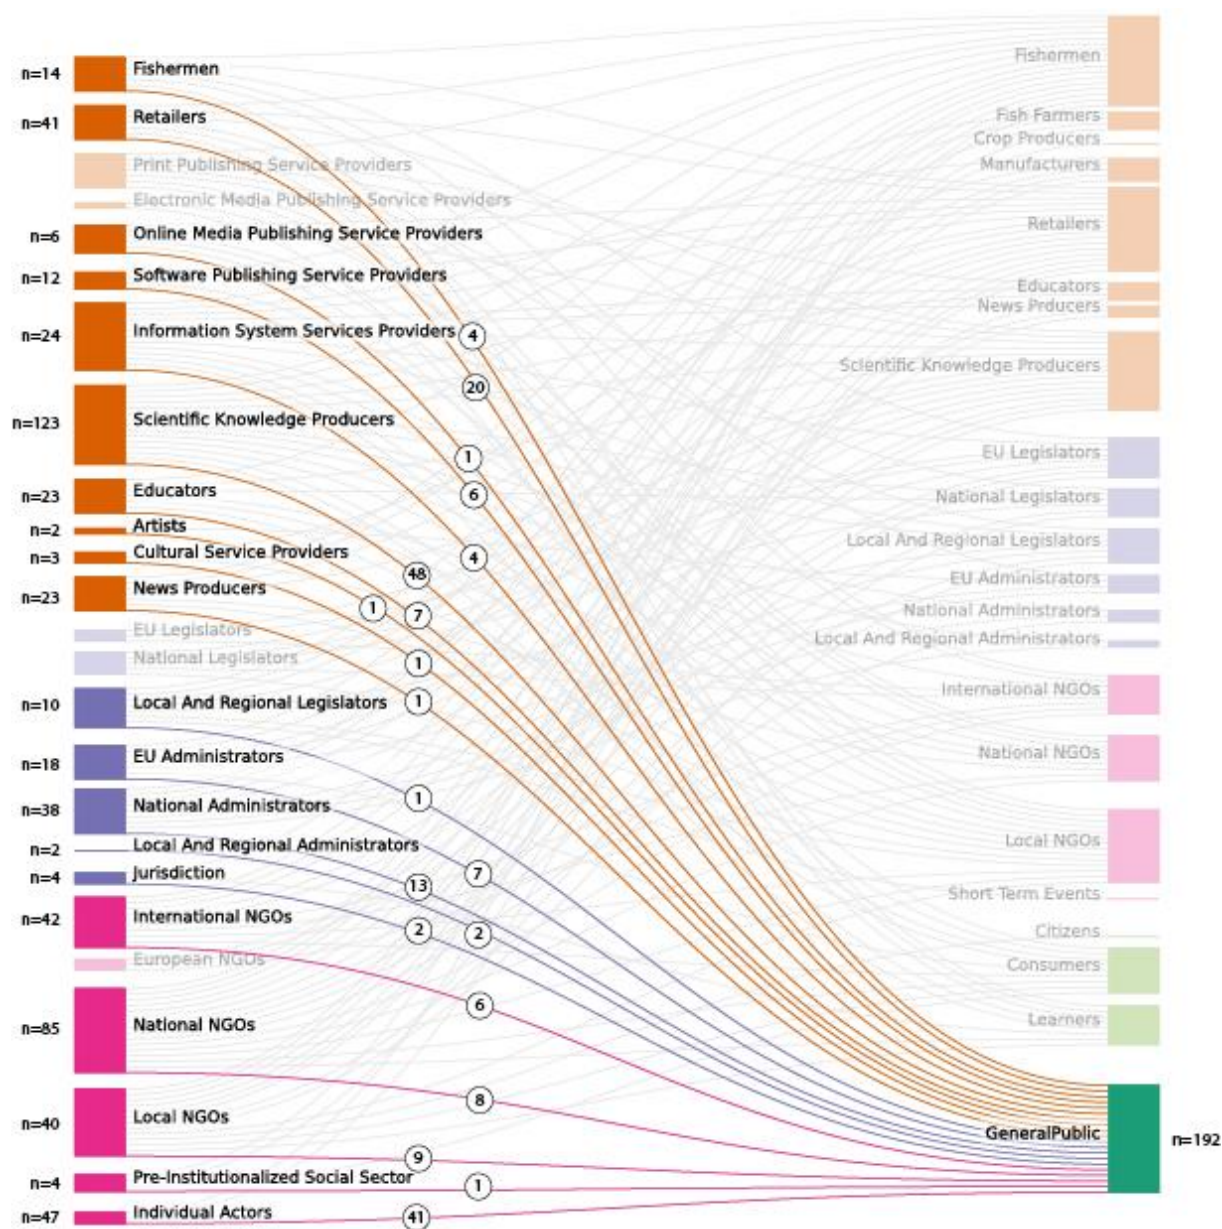 n=14 Fishermen
n=41 Retailers
Print Publishing Service Providers
Electronic Media Publishing Service Providers
n=6 Online Media Publishing Service Providers
n=12 Software Publishing Service Providers
n=24 Information System Services Providers
n=123 Scientific Knowledge Producers
n=23 Educators
n=2 Artists
n=3 Cultural Service Providers
n=23 News Producers
EU Legislators
National Legislators
n=10 Local And Regional Legislators
n=18 EU Administrators
n=38 National Administrators
n=2 Local And Regional Administrators
n=4 Jurisdiction
n=42 International NGOs
European NGOs
n=85 National NGOs
n=40 Local NGOs
n=4 Pre-Institutionalized Social Sector
n=47 Individual Actors
4
20
1
6
4
48
1
7
1
1
1
7
13
2
2
6
8
9
1
41
Fishermen
Fish Farmers
Crop Producers
Manufacturers
Retailers
Educators
News Prducers
Scientific Knowledge Producers
EU Legislators
National Legislators
Local And Regional Legislators
EU Administrators
National Administrators
Local And Regional Administrators
International NGOs
National NGOs
Local NGOs
Short Term Events
Citizens
Consumers
Learners
GeneralPublic n=192